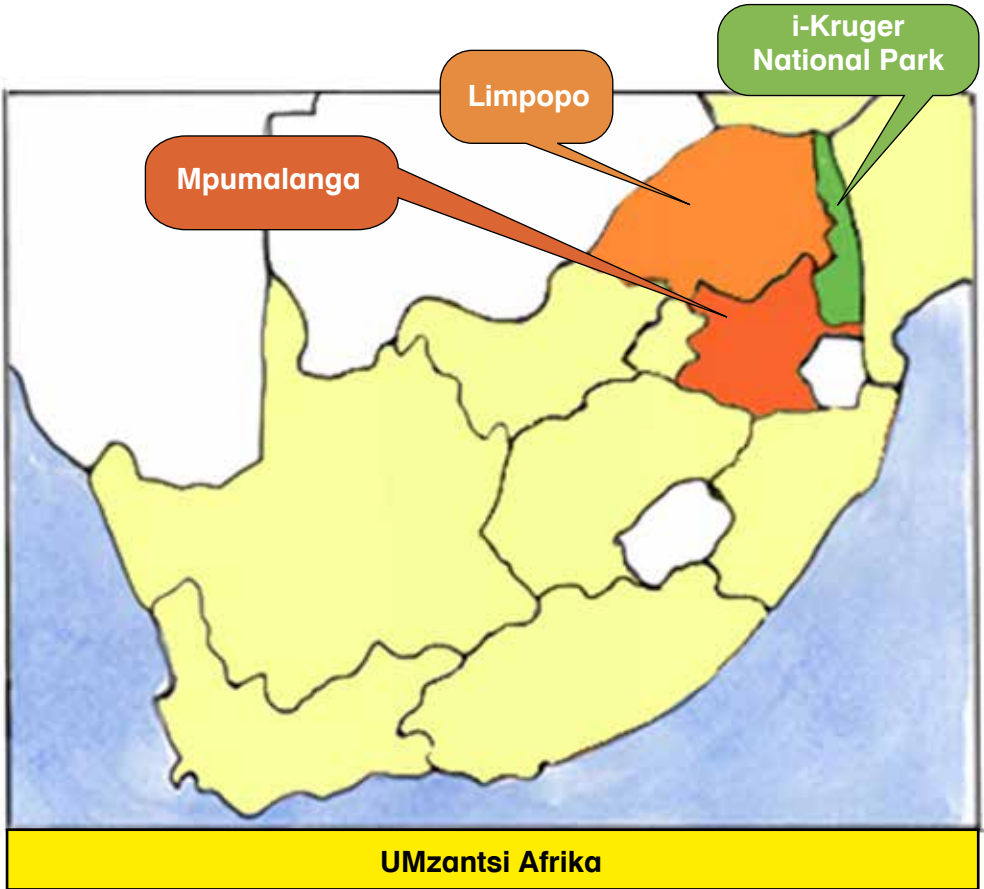 i-Kruger
National Park
Limpopo
Mpumalanga
UMzantsi Afrika